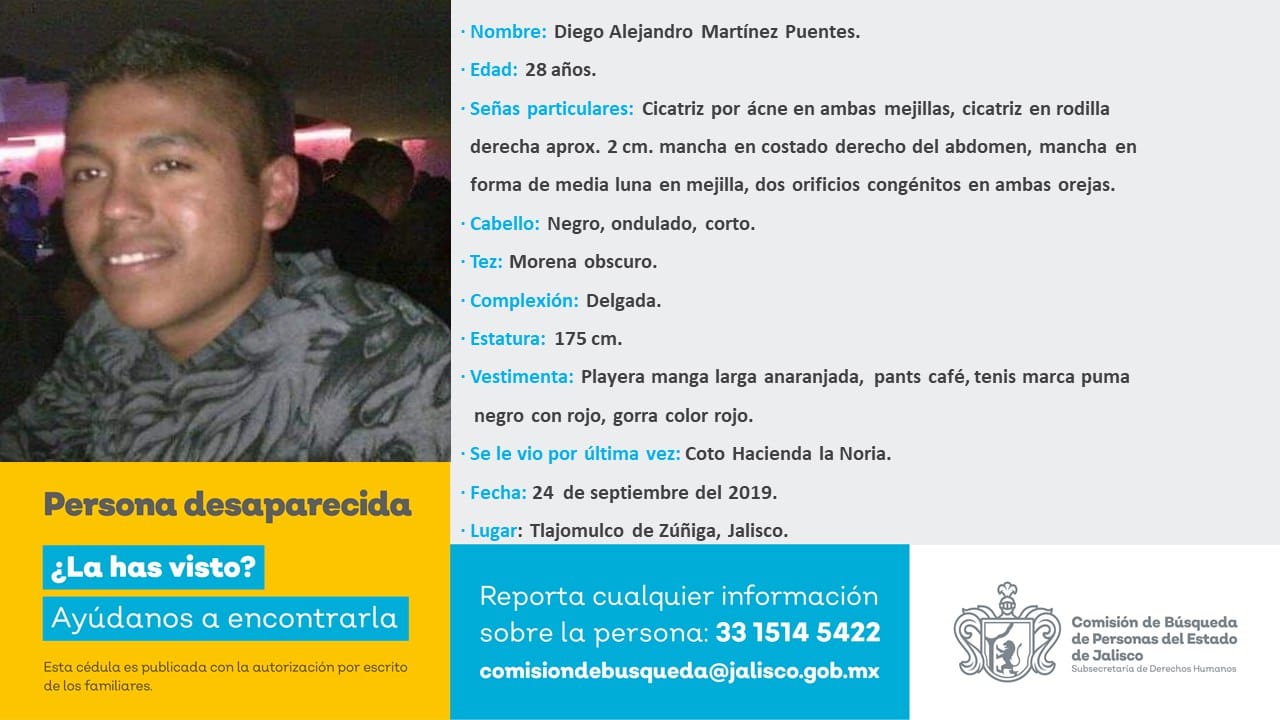 · Nombre: Diego Alejandro Martínez Puentes.
· Edad: 28 años.
· Señas particulares: Cicatriz por ácne en ambas mejillas, cicatriz en rodilla
derecha aprox. 2 cm. mancha en costado derecho del abdomen, mancha en
forma de media luna en mejilla, dos orificios congénitos en ambas orejas.
· Cabello: Negro, ondulado, corto.
· Tez: Morena obscuro.
· Complexión: Delgada.
· Estatura: 175 cm.
· Vestimenta: Playera manga larga anaranjada, pants café, tenis marca puma
negro con rojo, gorra color rojo.
· Se le vio por última vez: Coto Hacienda la Noria.
· Fecha: 24 de septiembre del 2019.
· Lugar: Tlajomulco de Zúñiga, Jalisco.
Persona desaparecida
¿La has visto?
Ayúdanos a encontrarla
Esta cédula es publicada con la autorización por escrito
de los familiares.
Reporta cualquier información
sobre la persona: 33 1514 5422
comisiondebusqueda@jalisco.gob.mx
Comisión de Búsqueda
de Personas del Estado
de Jalisco
Subsecretaría de Derechos Humanos